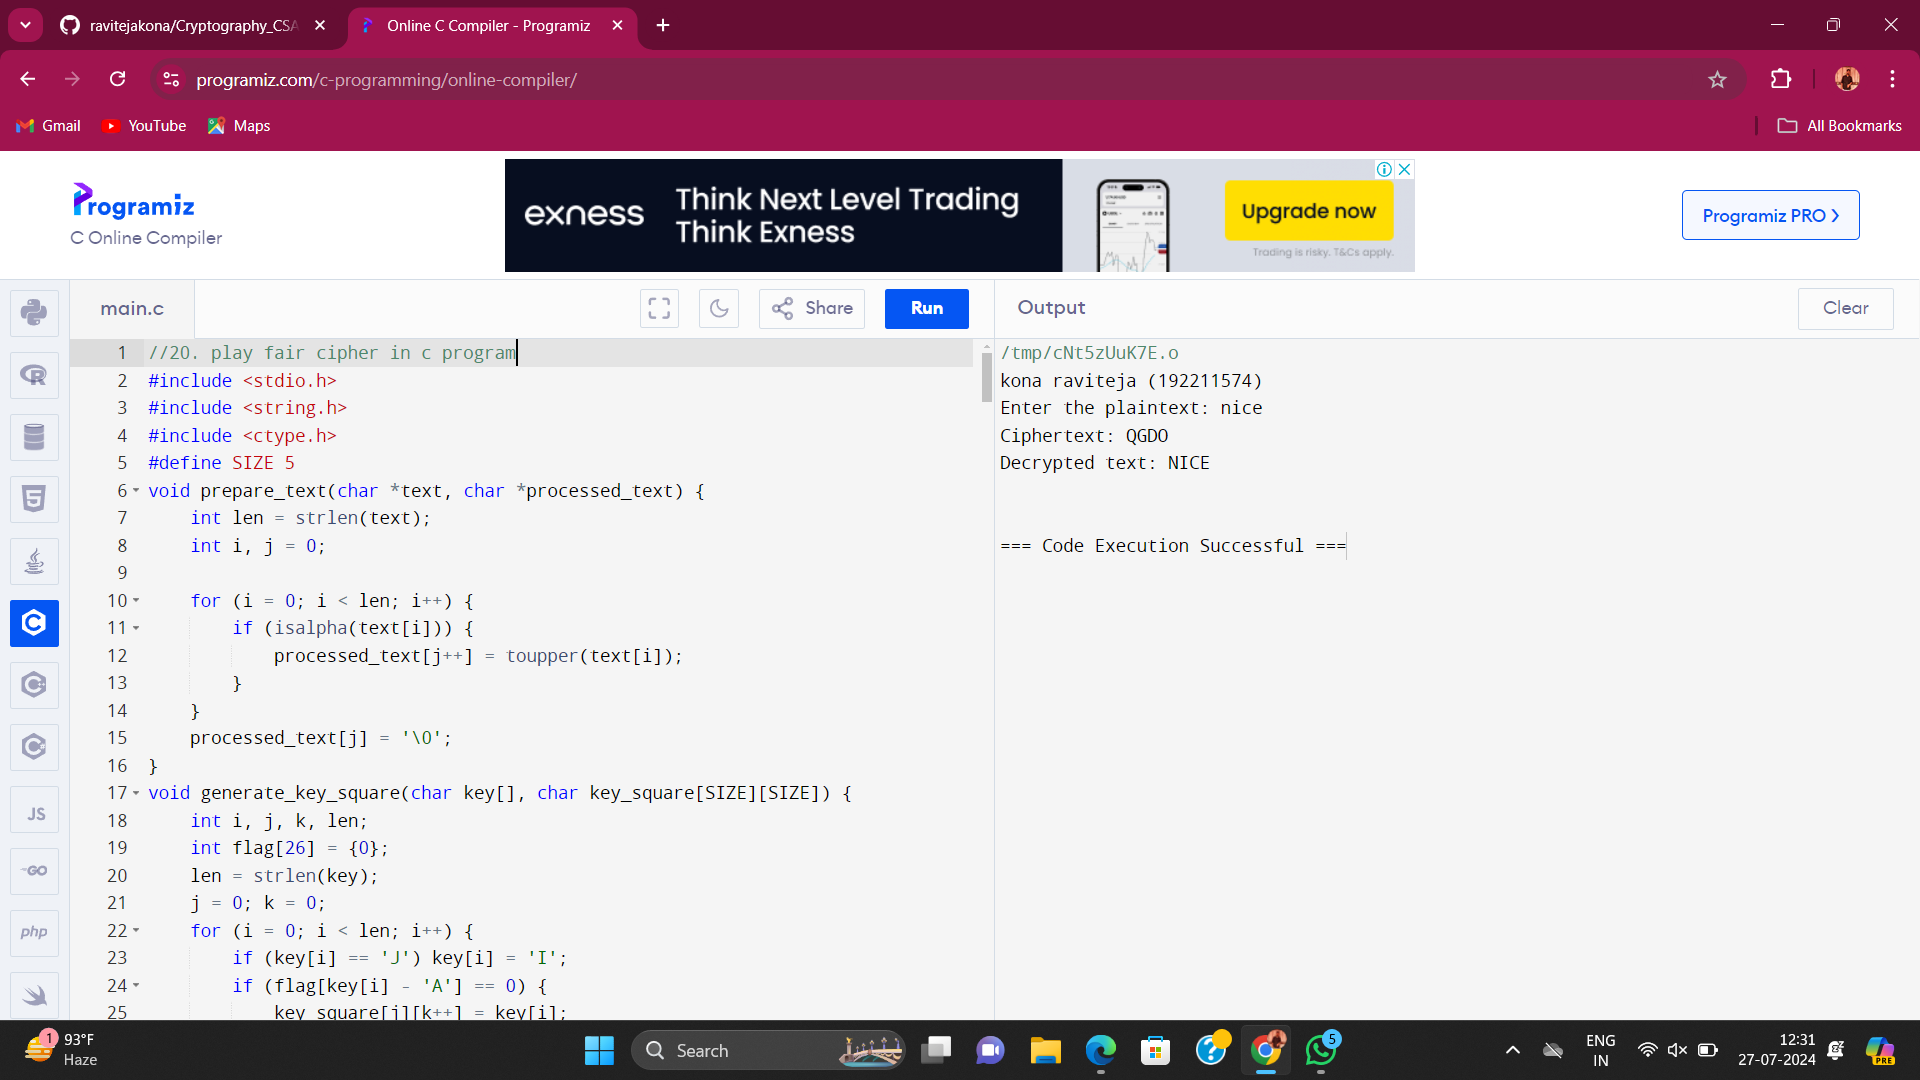 ravitejakona/Cryptography_CSA
Online C Compiler - Programiz
programiz.com/c-programming/online-compiler/
Gmail
YouTube
Maps
All Bookmarks
Programiz
C Online Compiler
exness
Think Next Level Trading
Think Exness
Upgrade now
Trading is risky. T&Cs apply.
Programiz PRO >
main.c
Share
Run
Output
Clear
1 //20. play fair cipher in c program
2 #include <stdio.h>
3 #include <string.h>
4 #include <ctype.h>
5 #define SIZE 5
6 void prepare_text(char *text, char *processed_text) {
7 int len = strlen(text);
8 int i, j = 0;
9
10 for (i = 0; i < len; i++) {
11 if (isalpha(text[i])) {
12 processed_text[j++] = toupper(text[i]);
13 }
14 }
15 processed_text[j] = '\0';
16 }
17 void generate_key_square(char key[], char key_square[SIZE][SIZE]) {
18 int i, j, k, len;
19 int flag[26] = {0};
20 len = strlen(key);
21 j = 0; k = 0;
22 for (i = 0; i < len; i++) {
23 if (key[i] == 'J') key[i] = 'I';
24 if (flag[key[i] - 'A'] == 0) {
25 key_square[j][k++] = key[i];
/tmp/cNt5zUuK7E.o
kona raviteja (192211574)
Enter the plaintext: nice
Ciphertext: QGDO
Decrypted text: NICE
=== Code Execution Successful ===
JS
GO
php
1
93°F
Haze
Search
5
ENG
IN
12:31
27-07-2024
PRE